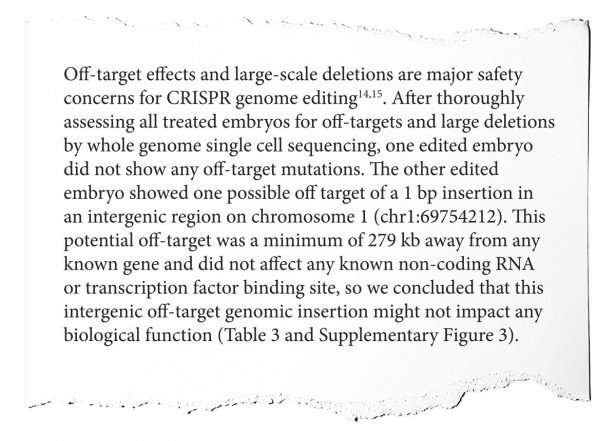 Off-target effects and large-scale deletions are major safety
concerns for CRISPR genome editing14,15. After thoroughly
assessing all treated embryos for off-targets and large deletions
by whole genome single cell sequencing, one edited embryo
did not show any off-target mutations. The other edited
embryo showed one possible off target of a 1 bp insertion in
an intergenic region on chromosome 1 (chr1:69754212). This
potential off-target was a minimum of 279 kb away from any
known gene and did not affect any known non-coding RNA
or transcription factor binding site, so we concluded that this
intergenic off-target genomic insertion might not impact any
biological function (Table 3 and Supplementary Figure 3).